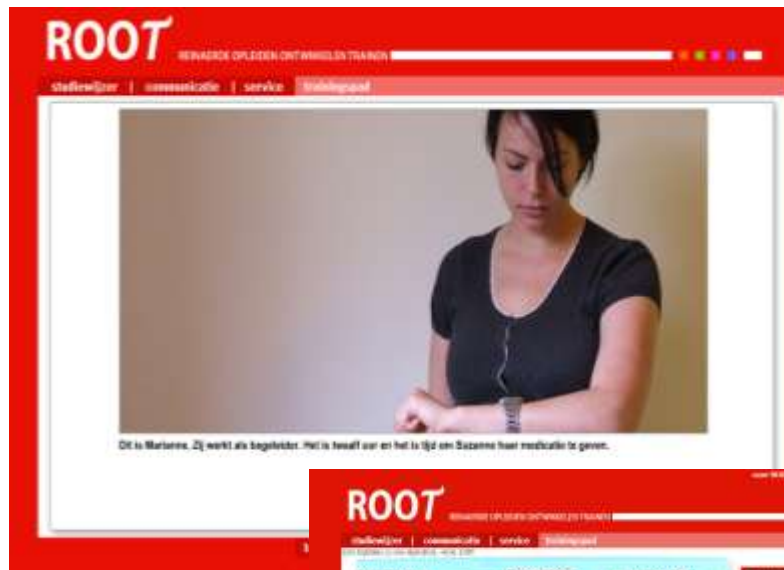 ROOT REINAERDE OPLEIDEN ONTWIKKELEN TRAINEN
studiewijzer | communicatie | service trainingspad
Dit is Marianne. Zij werkt als begeleider. Het is twaalf uur en het is tijd om Suzanne haar medicatie te geven.
ROOT REINAERDE OPLEIDEN ONTWIKKELEN TRAINEN
studiewijzer | communicatie | service trainingspad